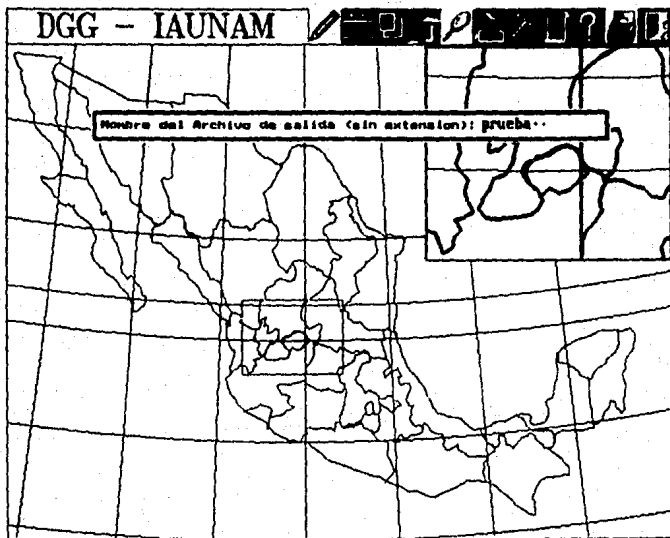 DGG - IAUNAM
Nombre del Archivo de salida (sin extension): prueba··